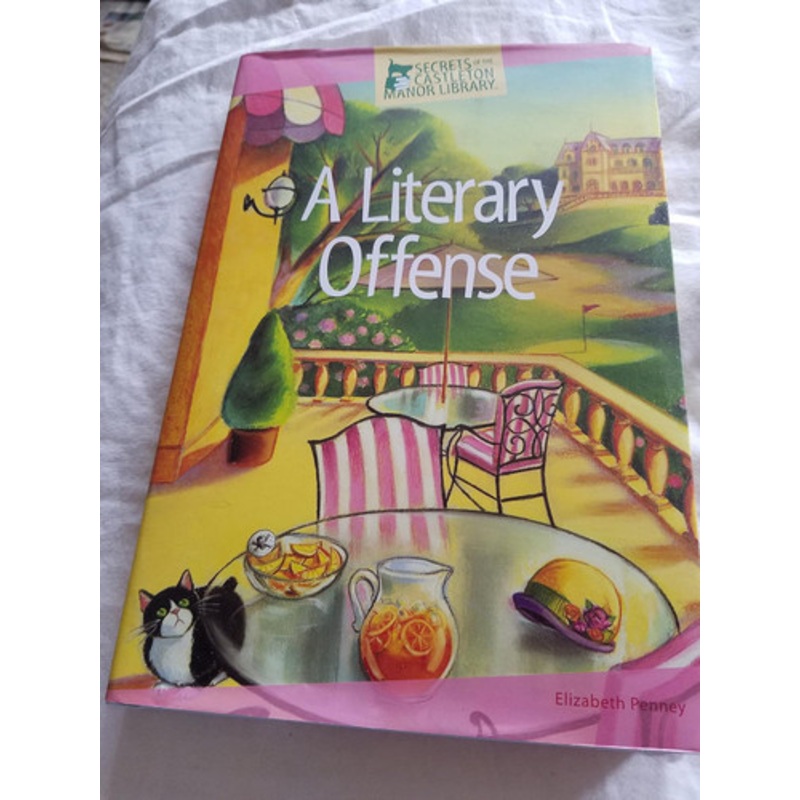 SECRETS OF THE
CASTLETON
MANOR LIBRARY
A Literary
Offense
Elizabeth Penney